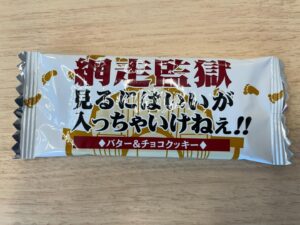 網走監獄
見るにはいいが
入っちゃいけねぇ!!
◆バター&チョコクッキー◆